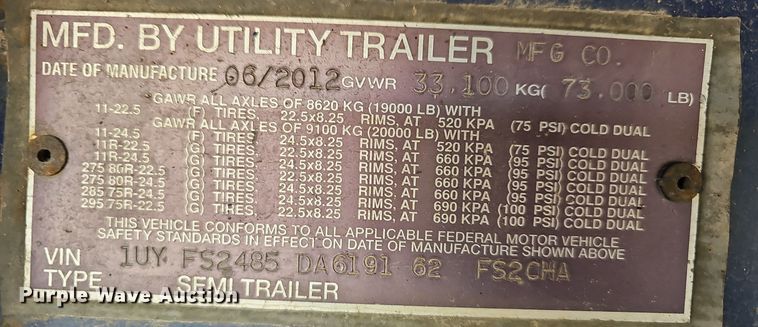 MFD. BY UTILITY TRAILER MFG CO.
DATE OF MANUFACTURE 06/2012 GVWR 33,100 KG( 73,000 LB)
GAWR ALL AXLES OF 8620 KG (19000 LB) WITH
11-22.5 (F) TIRES, 22.5x8.25 RIMS, AT 520 KPA (75 PSI) COLD DUAL
GAWR ALL AXLES OF 9100 KG (20000 LB) WITH
11-24.5 (F) TIRES, 24.5x8.25 RIMS, AT 520 KPA (75 PSI) COLD DUAL
11R-22.5 (G) TIRES, 22.5x8.25 RIMS, AT 660 KPA (95 PSI) COLD DUAL
11R-24.5 (G) TIRES, 24.5x8.25 RIMS, AT 660 KPA (95 PSI) COLD DUAL
275 80R-22.5 (G) TIRES, 22.5x8.25 RIMS, AT 660 KPA (95 PSI) COLD DUAL
275 80R-24.5 (G) TIRES, 24.5x8.25 RIMS, AT 660 KPA (95 PSI) COLD DUAL
285 75R-24.5 (G) TIRES, 24.5x8.25 RIMS, AT 690 KPA (100 PSI) COLD DUAL
295 75R-22.5 (G) TIRES, 22.5x8.25 RIMS, AT 690 KPA (100 PSI) COLD DUAL
THIS VEHICLE CONFORMS TO ALL APPLICABLE FEDERAL MOTOR VEHICLE
SAFETY STANDARDS IN EFFECT ON DATE OF MANUFACTURE SHOWN ABOVE
VIN 1UY FS2485 DA6191 62 FS2CHA
TYPE SEMI TRAILER
Purple Wave Auction